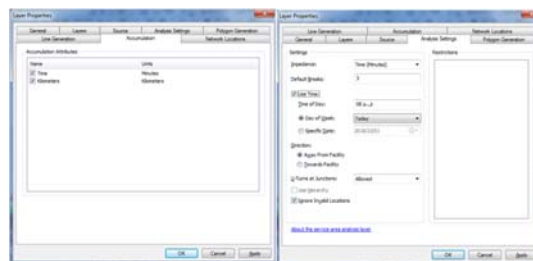 Layer Properties
General
Layers
Source
Analysis Settings
Polygon Generation
Line Generation
Accumulation
Network Locations
Accumulation Attributes
Name
Units
Time
Minutes
Kilometers
Kilometers
OK
Cancel
Apply
Layer Properties
Line Generation
Accumulation
Network Locations
General
Layers
Source
Analysis Settings
Polygon Generation
Settings
Restrictions
Impedance:
Time (Minutes)
Default Breaks:
Use Time:
Time of Day:
Day of Week:
Today
Specific Date:
Direction:
Away From Facility
Towards Facility
U-Turns at Junctions:
Allowed
Use Hierarchy
Ignore Invalid Locations
About the service area analysis layer
OK
Cancel
Apply